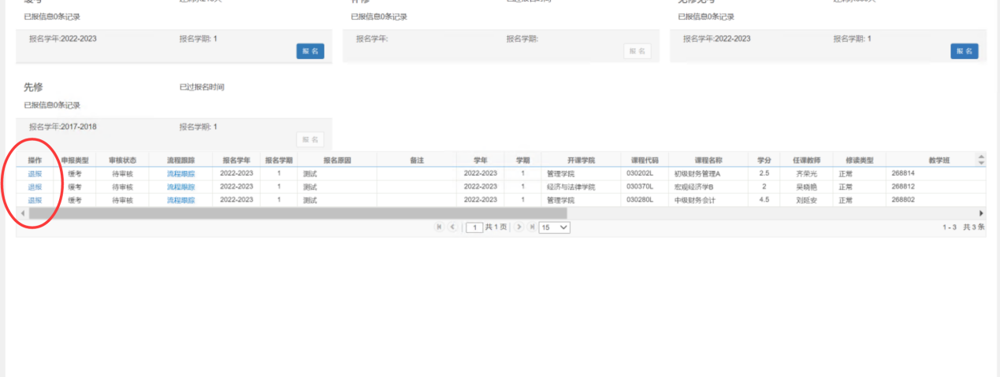 已报信息0条记录 已报信息0条记录 已报信息0条记录
报名学年:2022-2023 报名学期: 1 报名学年: 报名学期: 报名学年:2022-2023 报名学期: 1
报 名 报 名 报 名
先修 已过报名时间
已报信息0条记录
报名学年:2017-2018 报名学期: 1
报 名
操作 申报类型 审核状态 流程跟踪 报名学年 报名学期 报名原因 备注 学年 学期 开课学院 课程代码 课程名称 学分 任课教师 修读类型 教学班
退报 缓考 待审核 流程跟踪 2022-2023 1 测试 2022-2023 1 管理学院 030202L 初级财务管理A 2.5 齐荣光 正常 268814
退报 缓考 待审核 流程跟踪 2022-2023 1 测试 2022-2023 1 经济与法律学院 030370L 宏观经济学B 2 吴晓艳 正常 268812
退报 缓考 待审核 流程跟踪 2022-2023 1 测试 2022-2023 1 管理学院 030280L 中级财务会计 4.5 刘延安 正常 268802
1 共 1 页 15 1 - 3 共 3 条